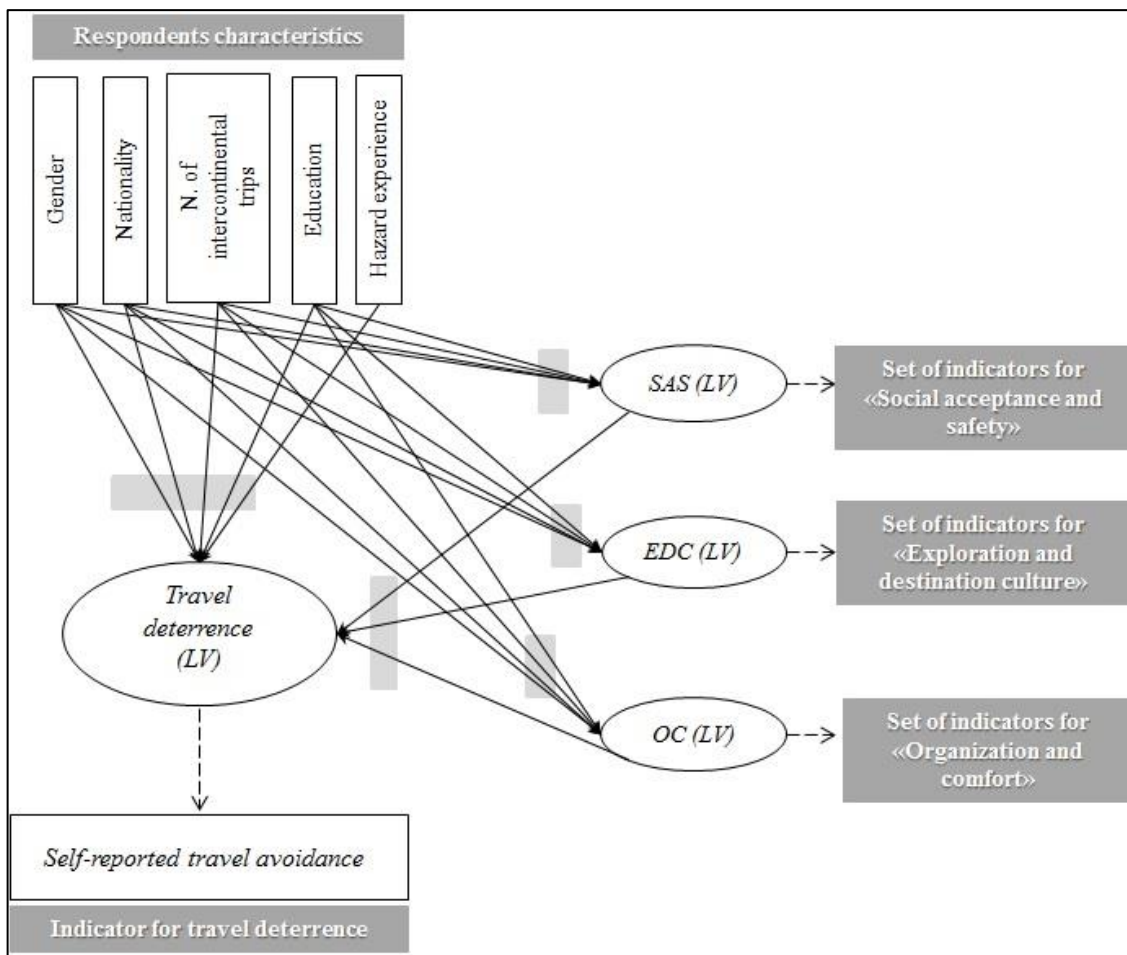 Respondents characteristics
Gender
Nationality
N. of
intercontinental
trips
Education
Hazard experience
SAS (LV)
Set of indicators for
«Social acceptance and
safety»
EDC (LV)
Set of indicators for
«Exploration and
destination culture»
Travel
deterrence
(LV)
OC (LV)
Set of indicators for
«Organization and
comfort»
Self-reported travel avoidance
Indicator for travel deterrence